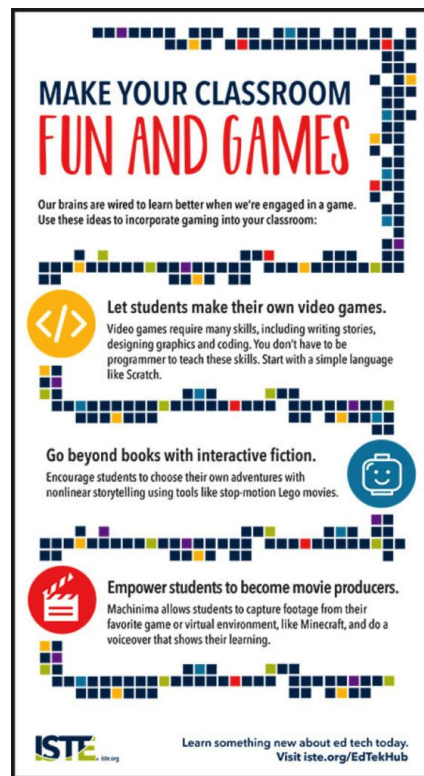 MAKE YOUR CLASSROOM
FUN AND GAMES
Our brains are wired to learn better when we're engaged in a game.
Use these ideas to incorporate gaming into your classroom:
</>
Let students make their own video games.
Video games require many skills, including writing stories,
designing graphics and coding. You don't have to be
programmer to teach these skills. Start with a simple language
like Scratch.
Go beyond books with interactive fiction.
Encourage students to choose their own adventures with
nonlinear storytelling using tools like stop-motion Lego movies.
Empower students to become movie producers.
Machinima allows students to capture footage from their
favorite game or virtual environment, like Minecraft, and do a
voiceover that shows their learning.
ISTE. iste.org
Learn something new about ed tech today.
Visit iste.org/EdTekHub